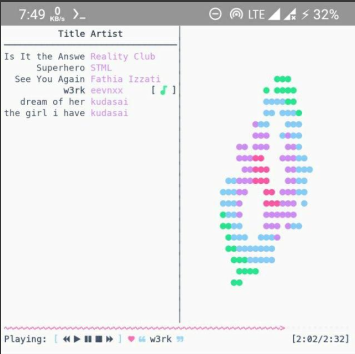 7:49 0 KB/s LTE 32%
Title Artist
Is It the Answe Reality Club
Superhero STML
See You Again Fathia Izzati
w3rk eevnxx [ ]
dream of her kudasai
the girl i have kudasai
Playing: [ ] w3rk [2:02/2:32]